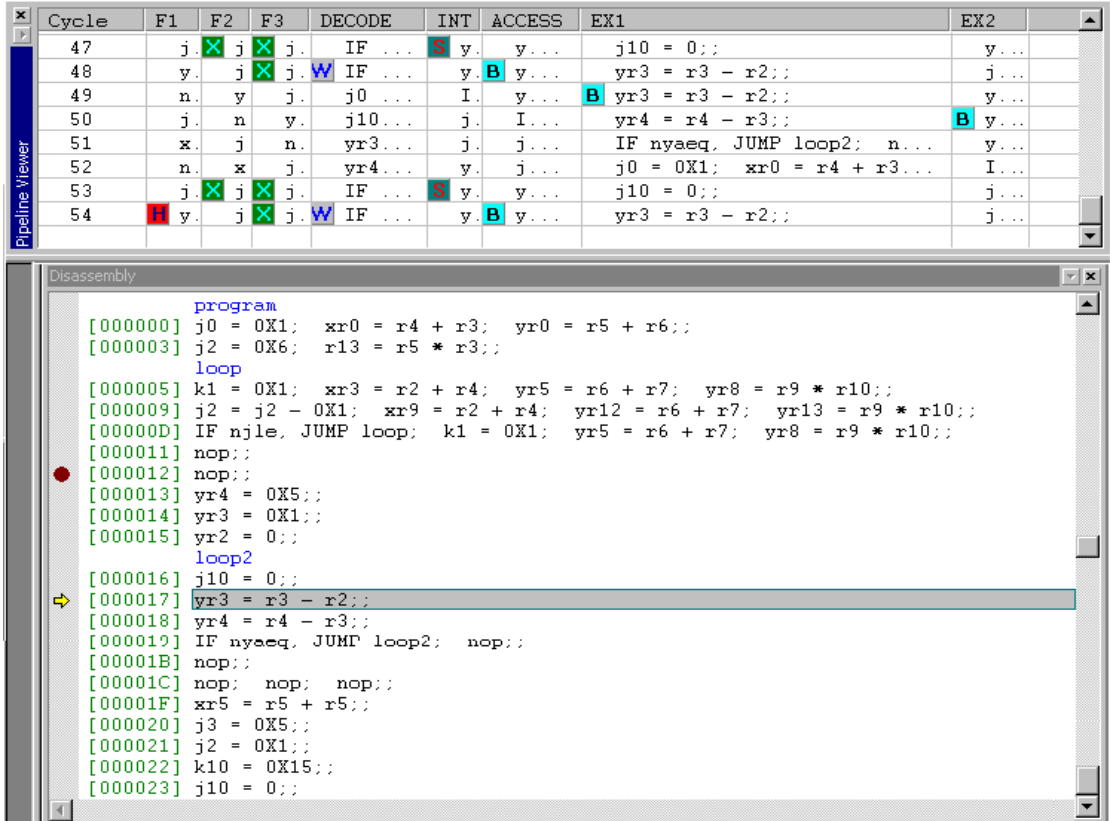 Cycle F1 F2 F3 DECODE INT ACCESS EX1 EX2
47 j. X j X j. IF ... S y. y... j10 = 0;; y...
48 y. j X j. W IF ... y. B y... yr3 = r3 - r2;; j...
49 n. y j. j0 ... I. y... B yr3 = r3 - r2;; y...
50 j. n y. j10... j. I... yr4 = r4 - r3;; B y...
51 x. j n. yr3... j. j... IF nyaeq, JUMP loop2; n... y...
52 n. x j. yr4... y. j... j0 = 0X1; xr0 = r4 + r3... I...
53 j. X j X j. IF ... S y. y... j10 = 0;; j...
54 H y. j X j. W IF ... y. B y... yr3 = r3 - r2;; j...
Pipeline Viewer
Disassembly
program
[000000] j0 = 0X1; xr0 = r4 + r3; yr0 = r5 + r6;;
[000003] j2 = 0X6; r13 = r5 * r3;;
loop
[000005] k1 = 0X1; xr3 = r2 + r4; yr5 = r6 + r7; yr8 = r9 * r10;;
[000009] j2 = j2 - 0X1; xr9 = r2 + r4; yr12 = r6 + r7; yr13 = r9 * r10;;
[00000D] IF njle, JUMP loop; k1 = 0X1; yr5 = r6 + r7; yr8 = r9 * r10;;
[000011] nop;;
[000012] nop;;
[000013] yr4 = 0X5;;
[000014] yr3 = 0X1;;
[000015] yr2 = 0;;
loop2
[000016] j10 = 0;;
[000017] yr3 = r3 - r2;;
[000018] yr4 = r4 - r3;;
[000019] IF nyaeq, JUMP loop2; nop;;
[00001B] nop;;
[00001C] nop; nop; nop;;
[00001F] xr5 = r5 + r5;;
[000020] j3 = 0X5;;
[000021] j2 = 0X1;;
[000022] k10 = 0X15;;
[000023] j10 = 0;;